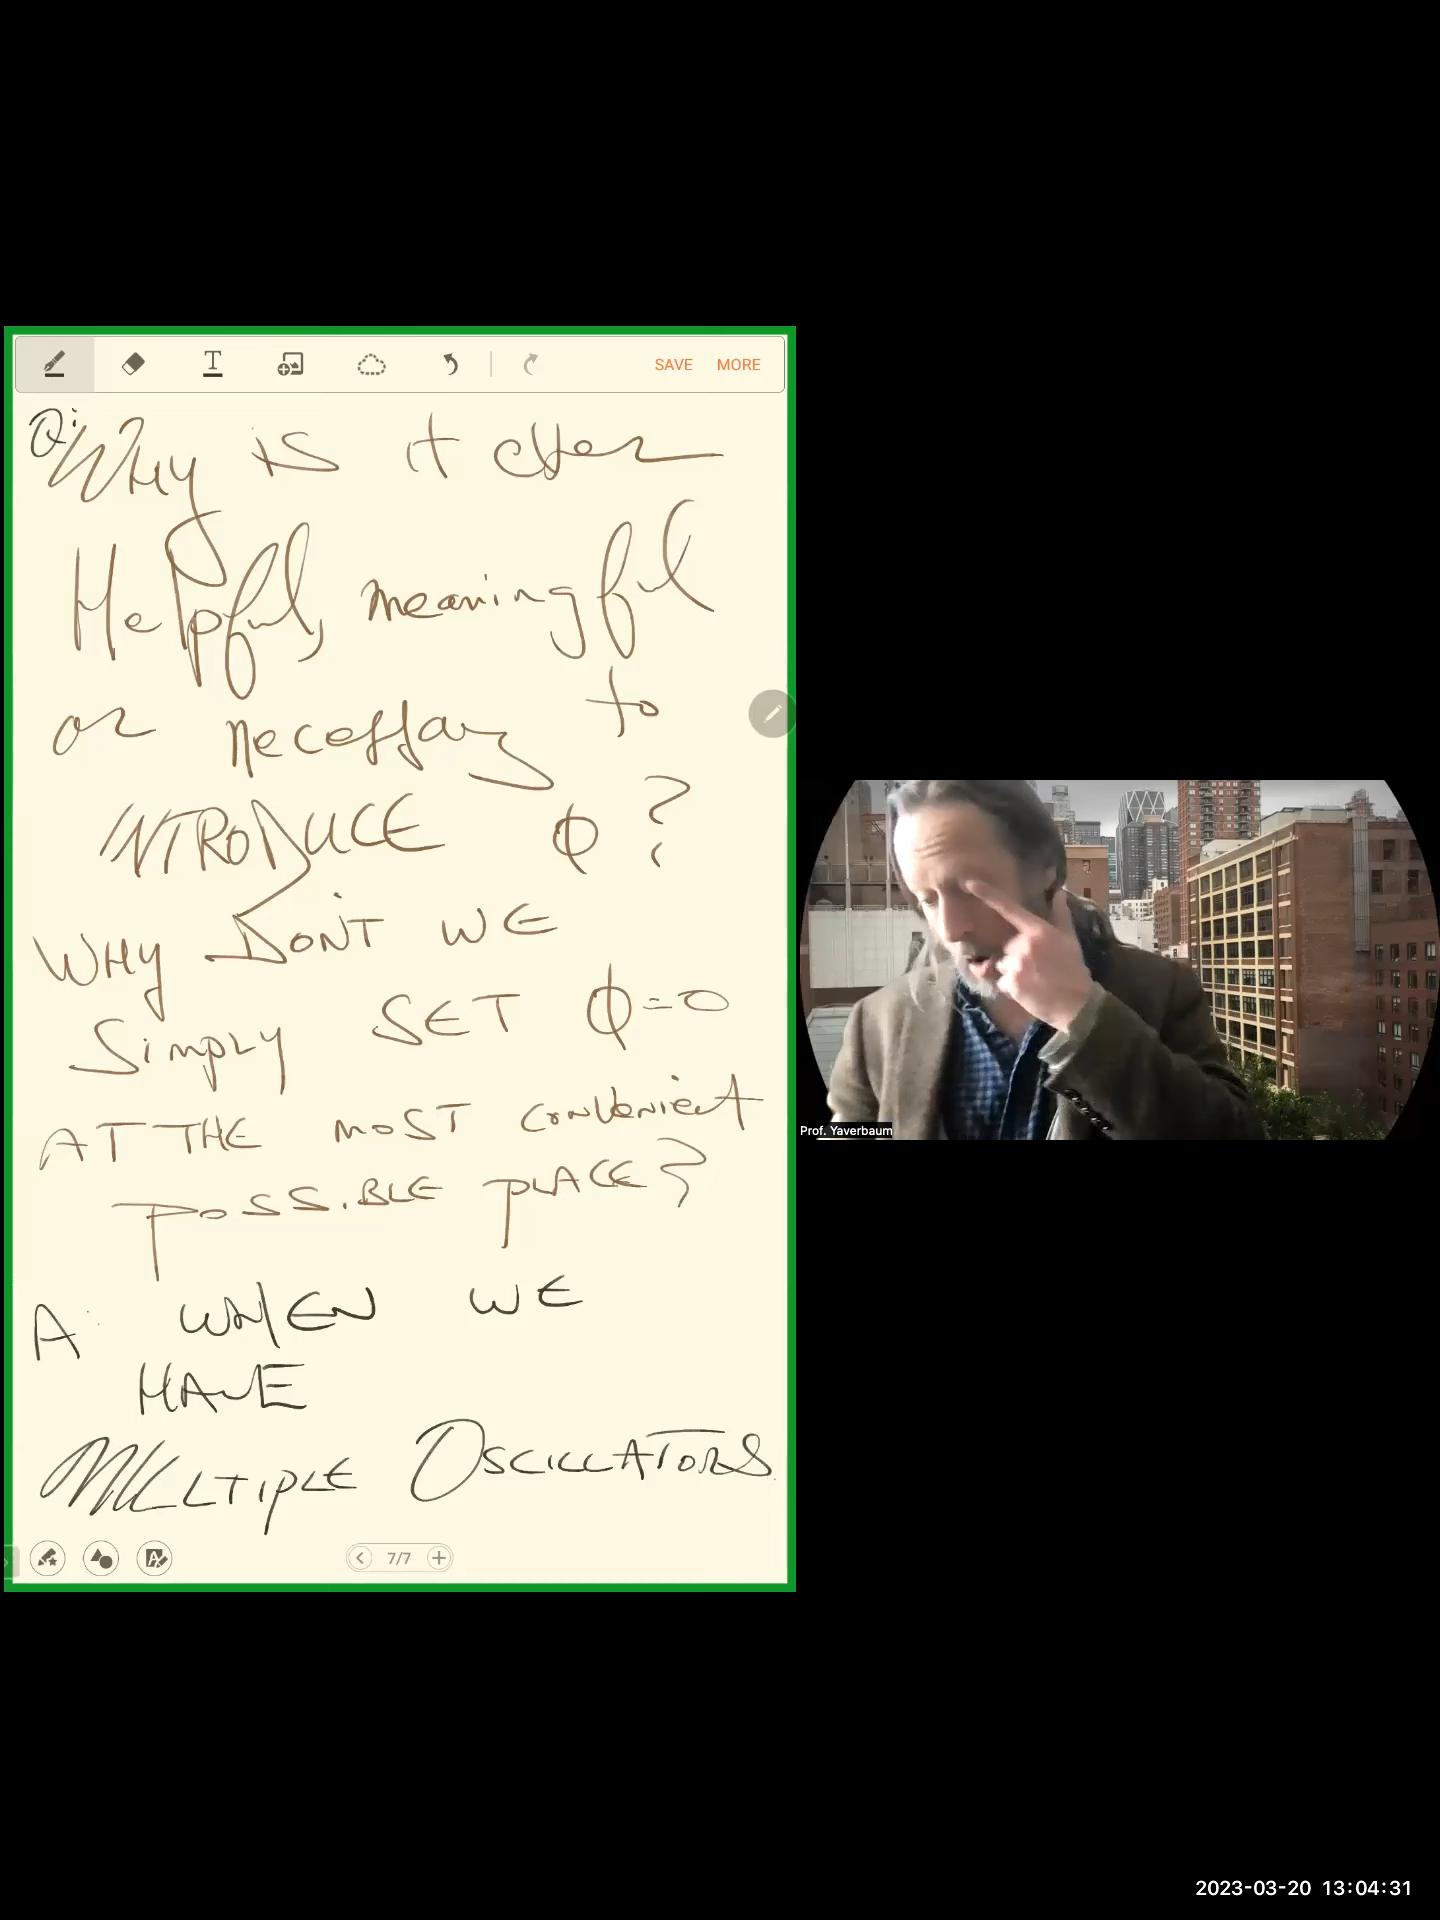 T
SAVE MORE
Q: WHY is it ever
Helpful, meaningful
or necessary to
INTRODUCE ϕ?
WHY DON'T WE
SIMPLY SET ϕ=0
AT THE MOST convenient
POSSIBLE PLACE?
A: WHEN WE
HAVE
MULTIPLE OSCILLATORS
7/7
Prof. Yaverbaum
2023-03-20 13:04:31